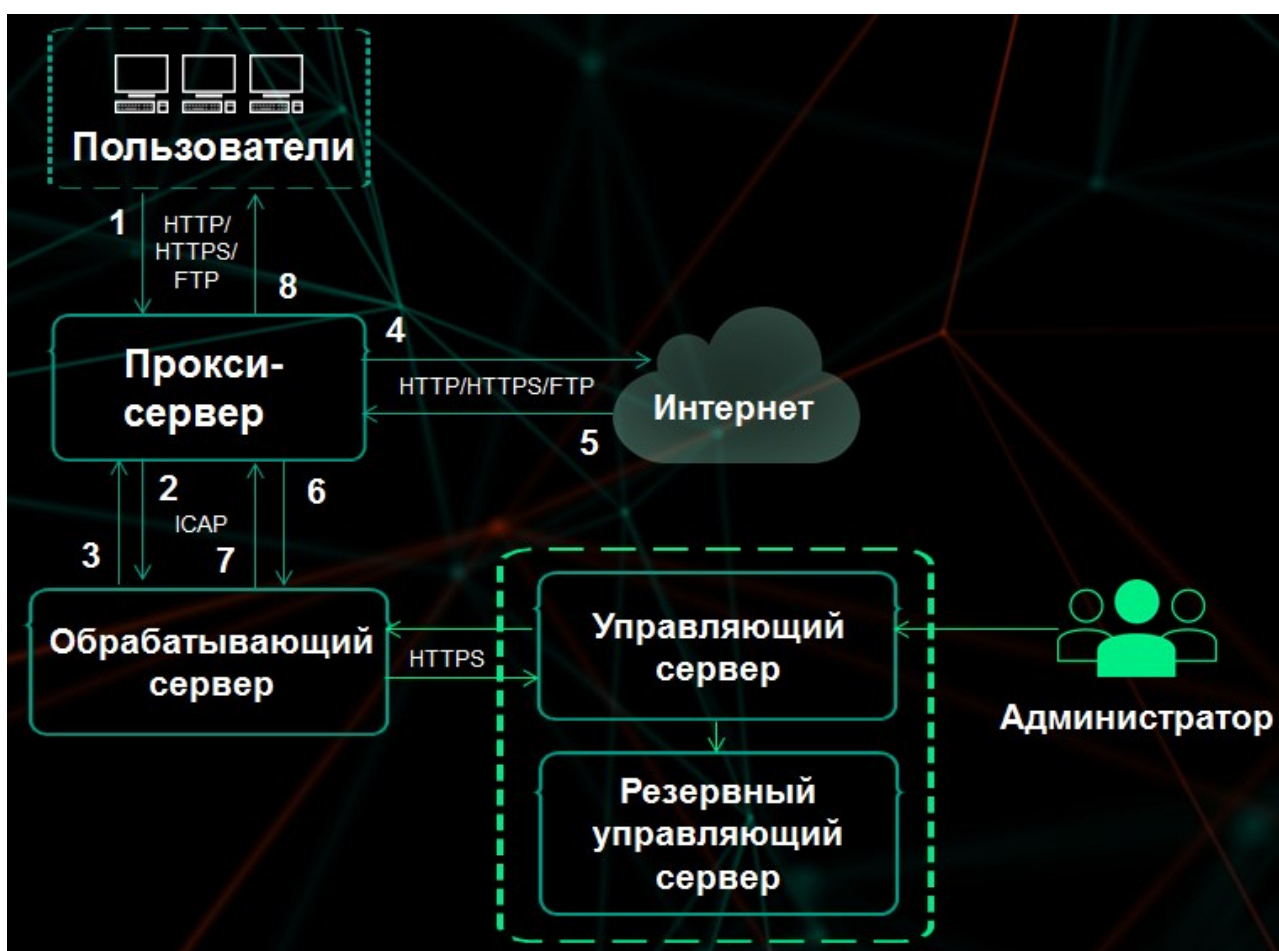 Пользователи
1
HTTP/
HTTPS/
FTP
8
Прокси-
сервер
4
HTTP/HTTPS/FTP
5
Интернет
2
6
ICAP
3
7
Обрабатывающий
сервер
HTTPS
Управляющий
сервер
Администратор
Резервный
управляющий
сервер